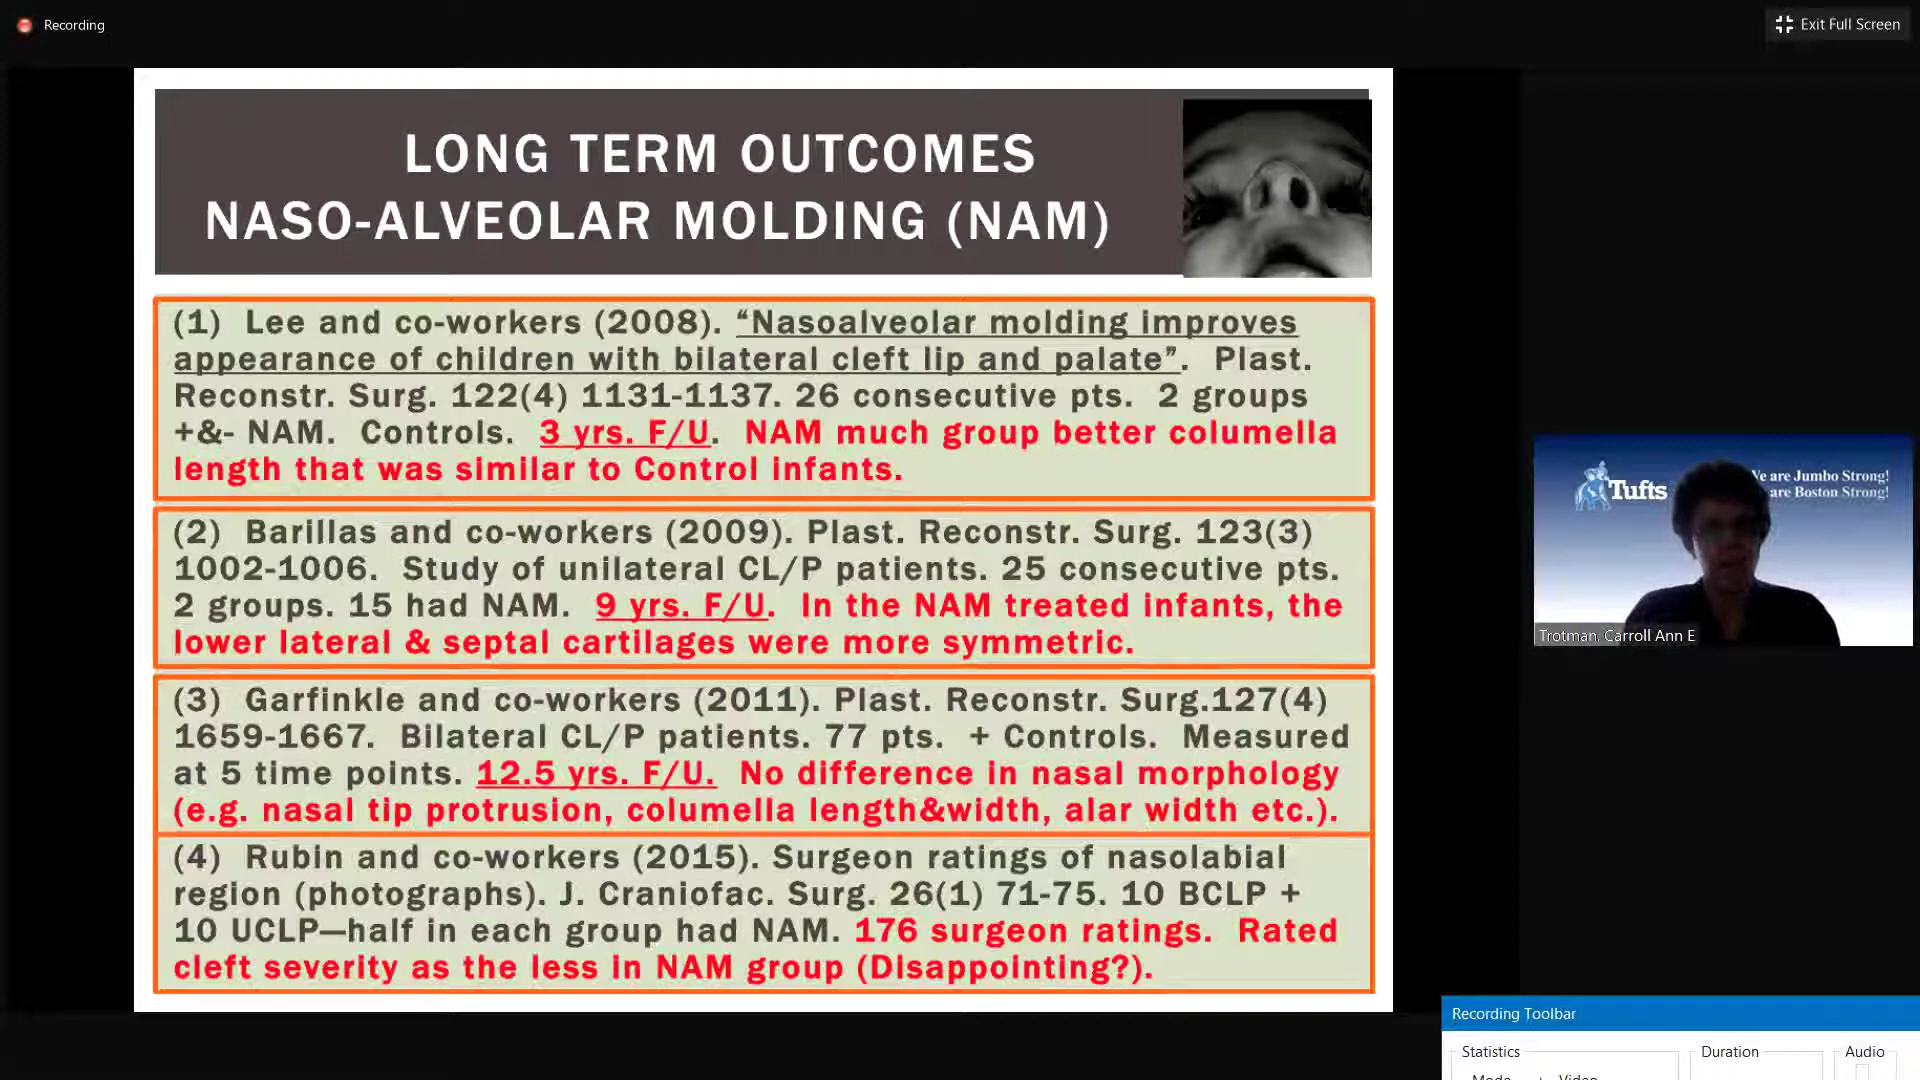 Recording
Exit Full Screen
LONG TERM OUTCOMES
NASO-ALVEOLAR MOLDING (NAM)
(1) Lee and co-workers (2008). “Nasoalveolar molding improves
appearance of children with bilateral cleft lip and palate”. Plast.
Reconstr. Surg. 122(4) 1131-1137. 26 consecutive pts. 2 groups
+&- NAM. Controls. 3 yrs. F/U. NAM much group better columella
length that was similar to Control infants.
(2) Barillas and co-workers (2009). Plast. Reconstr. Surg. 123(3)
1002-1006. Study of unilateral CL/P patients. 25 consecutive pts.
2 groups. 15 had NAM. 9 yrs. F/U. In the NAM treated infants, the
lower lateral & septal cartilages were more symmetric.
(3) Garfinkle and co-workers (2011). Plast. Reconstr. Surg.127(4)
1659-1667. Bilateral CL/P patients. 77 pts. + Controls. Measured
at 5 time points. 12.5 yrs. F/U. No difference in nasal morphology
(e.g. nasal tip protrusion, columella length&width, alar width etc.).
(4) Rubin and co-workers (2015). Surgeon ratings of nasolabial
region (photographs). J. Craniofac. Surg. 26(1) 71-75. 10 BCLP +
10 UCLP—half in each group had NAM. 176 surgeon ratings. Rated
cleft severity as the less in NAM group (Disappointing?).
Tufts
We are Jumbo Strong!
are Boston Strong!
Trotman, Carroll Ann E
Recording Toolbar
Statistics
Duration
Audio
Mode
Video